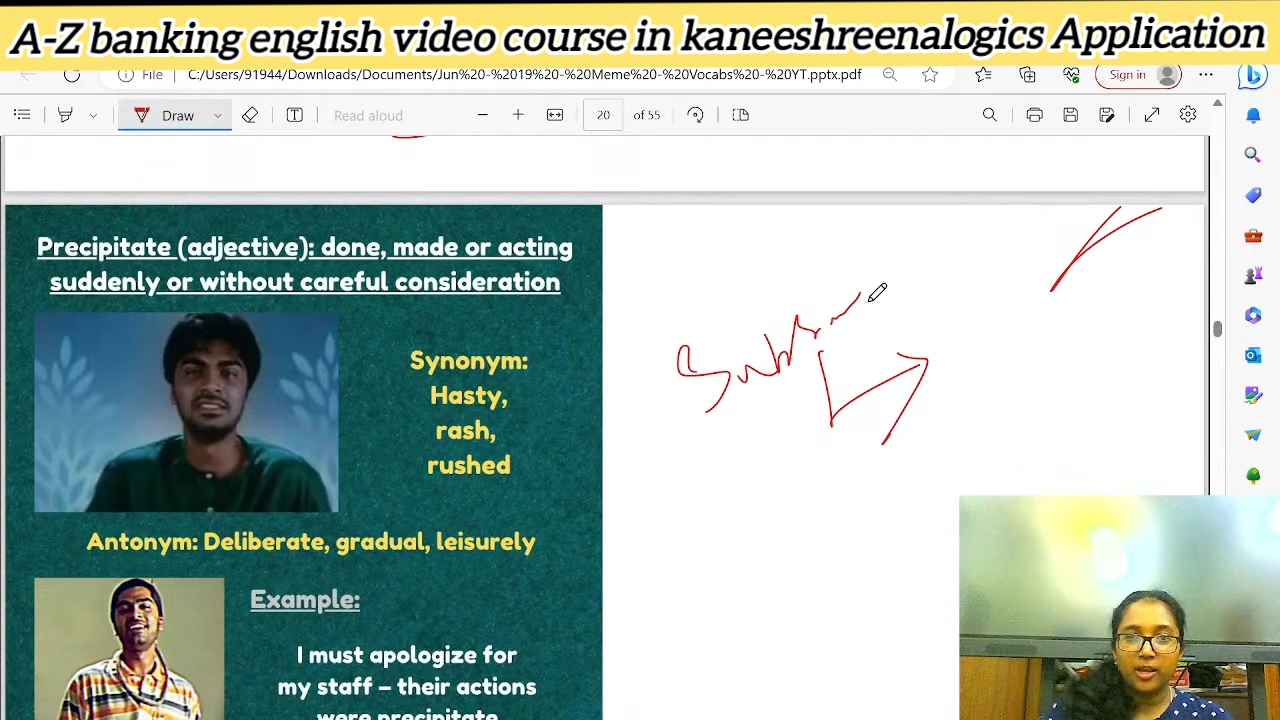 A-Z banking english video course in kaneeshreenalogics Application
File
C:/Users/91944/Downloads/Documents/Jun%20-%2019%20-%20Meme%20-%20Vocabs%20-%20YT.pptx.pdf
Sign in
Draw
Read aloud
20 of 55
Precipitate (adjective): done, made or acting
suddenly or without careful consideration
Synonym:
Hasty,
rash,
rushed
Antonym: Deliberate, gradual, leisurely
Example:
I must apologize for
my staff – their actions
were precipitate